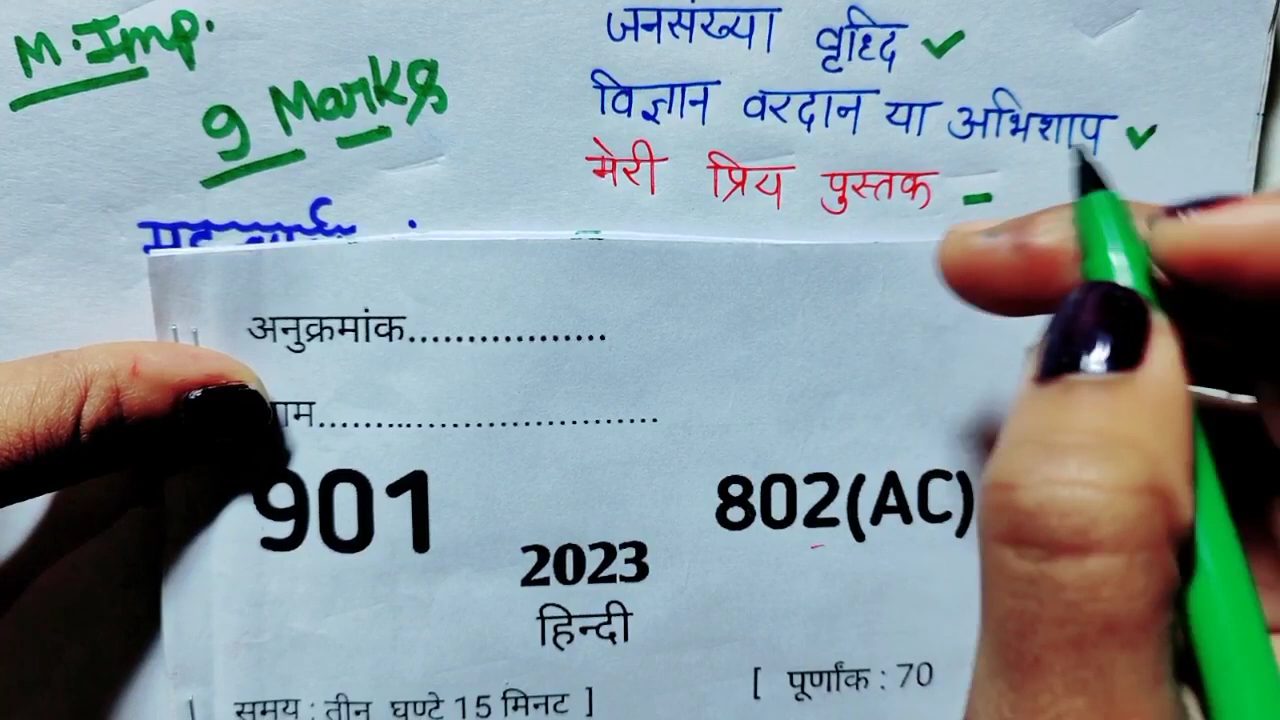 M. Imp.
9 Marks
जनसंख्या वृद्धि ✓
विज्ञान वरदान या अभिशाप ✓
मेरी प्रिय पुस्तक -
अनुक्रमांक.................
नाम.............................
901
802(AC)
2023
हिन्दी
[ पूर्णांक : 70
समय : तीन घण्टे 15 मिनट ]